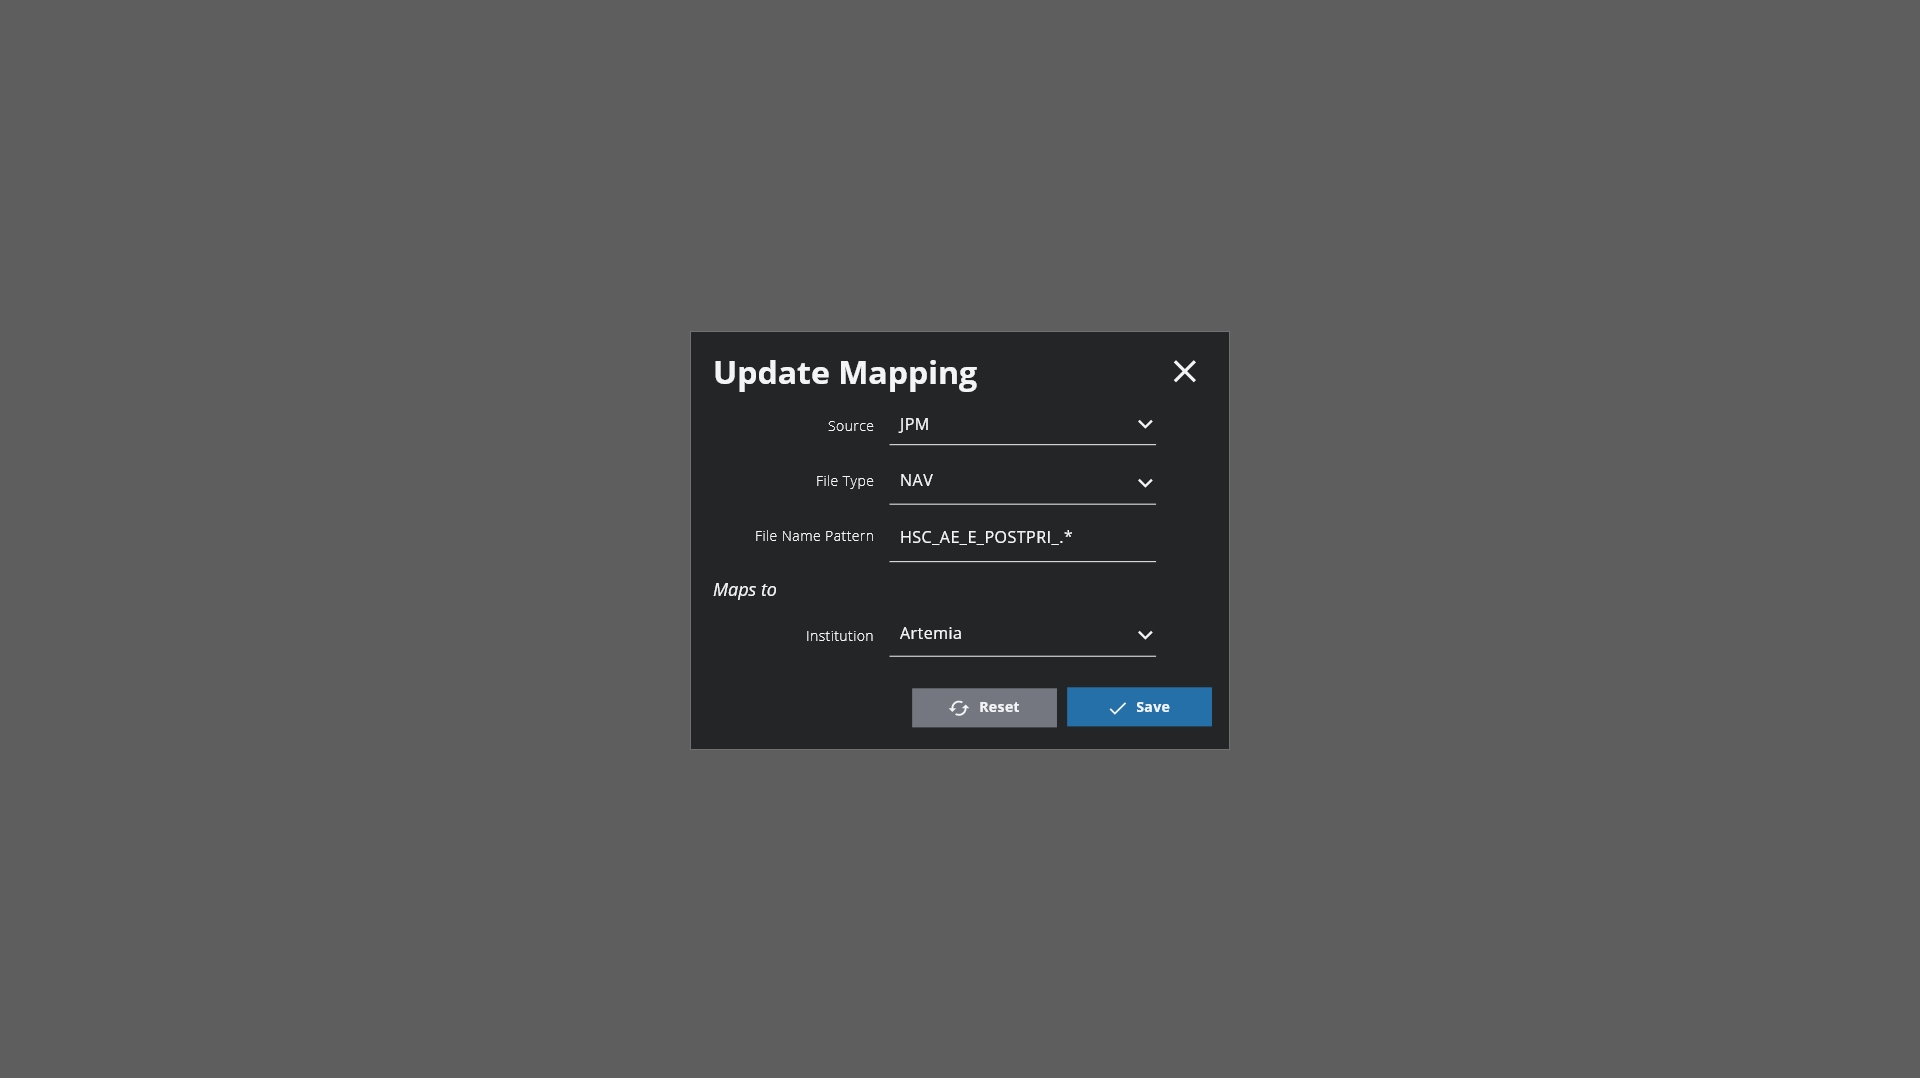 Update Mapping
Source JPM
File Type NAV
File Name Pattern HSC_AE_E_POSTPRI_.*
Maps to
Institution Artemia
Reset Save